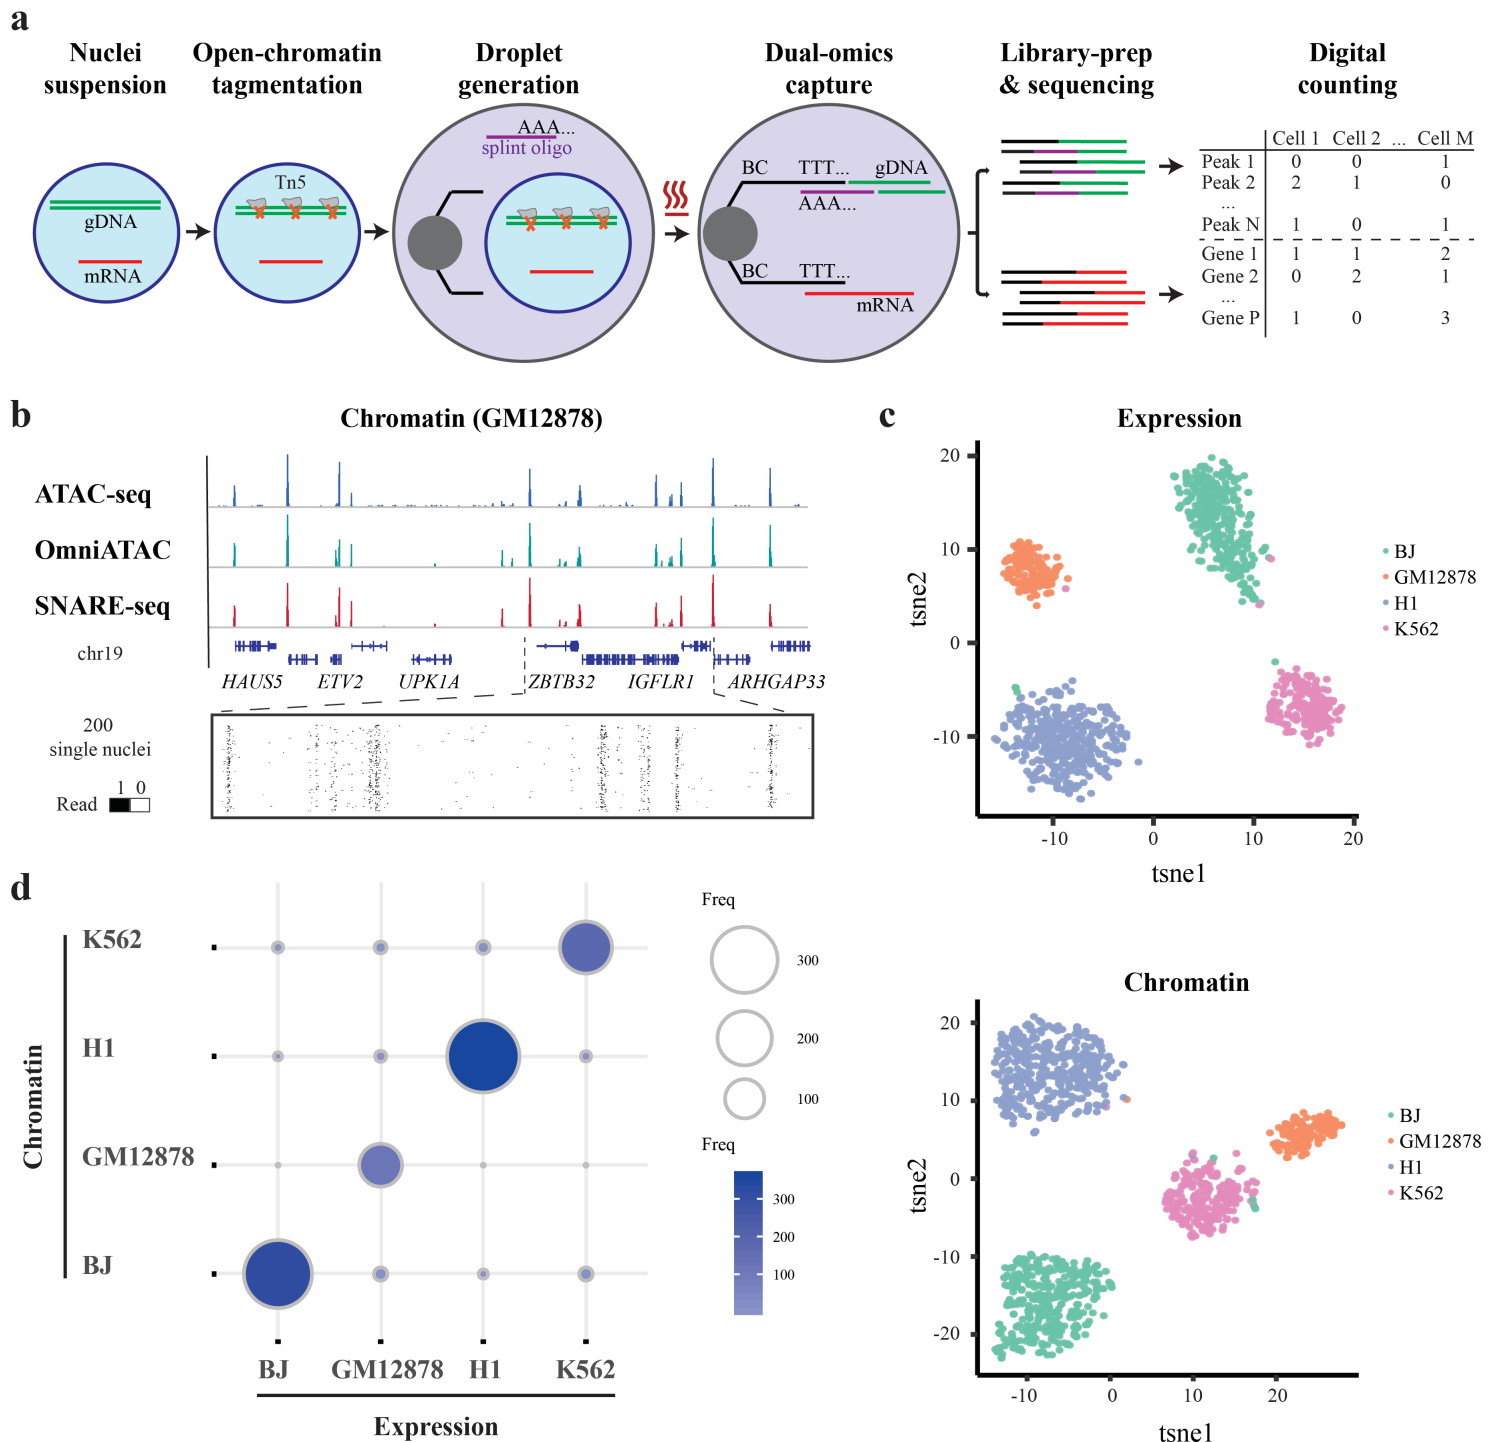 a
Nuclei
suspension
Open-chromatin
tagmentation
Droplet
generation
Dual-omics
capture
Library-prep
& sequencing
Digital
counting
gDNA
mRNA
Tn5
AAA...
splint oligo
BC TTT... gDNA
AAA...
BC TTT...
mRNA
Cell 1 Cell 2 ... Cell M
Peak 1 0 0 1
Peak 2 2 1 0
...
Peak N 1 0 1
Gene 1 1 1 2
Gene 2 0 2 1
...
Gene P 1 0 3
b
Chromatin (GM12878)
ATAC-seq
OmniATAC
SNARE-seq
chr19
HAUS5 ETV2 UPK1A ZBTB32 IGFLR1 ARHGAP33
200
single nuclei
1 0
Read
c
Expression
20
10
0
-10
tsne2
-10 0 10 20
tsne1
BJ
GM12878
H1
K562
Chromatin
20
10
0
-10
-20
tsne2
-10 0 10 20
tsne1
BJ
GM12878
H1
K562
d
Chromatin
K562
H1
GM12878
BJ
BJ GM12878 H1 K562
Expression
Freq
300
200
100
Freq
300
200
100